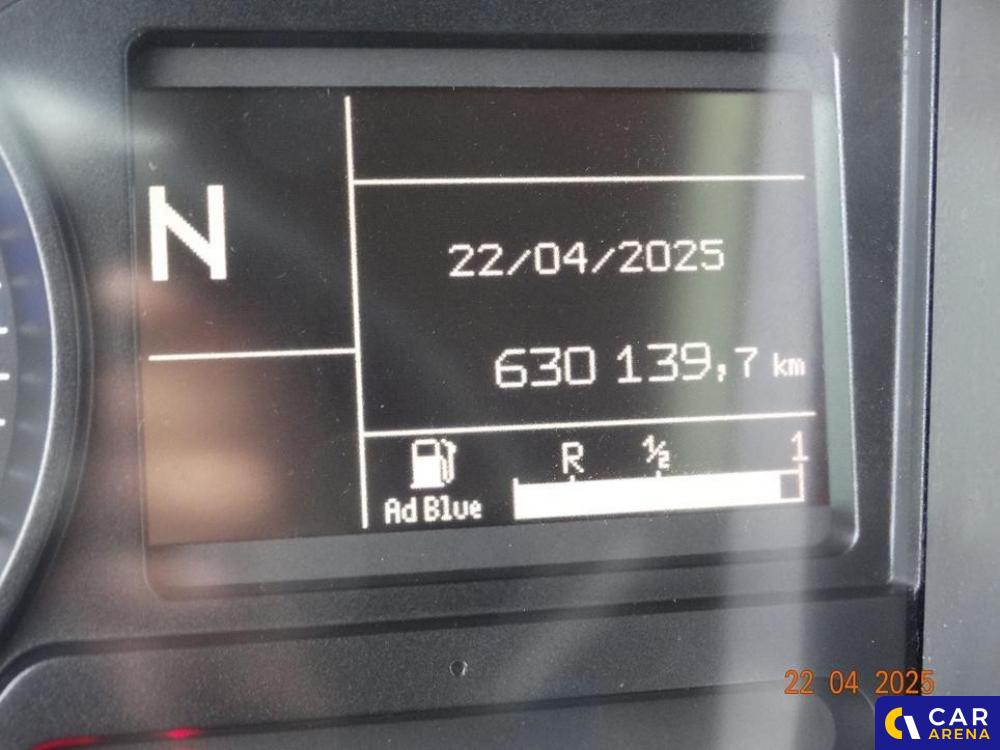 N
22/04/2025
630 139,7 km
R ½ 1
Ad Blue
22 04 2025
CAR
ARENA